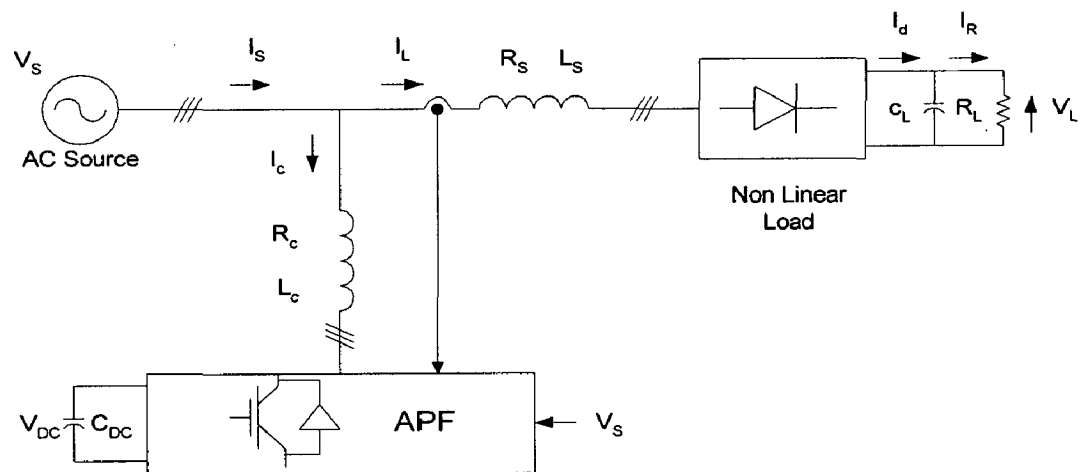 V_S
AC Source
I_S
I_L
R_S L_S
I_d
I_R
c_L
R_L
V_L
Non Linear
Load
I_c
R_c
L_c
V_DC
C_DC
APF
V_S